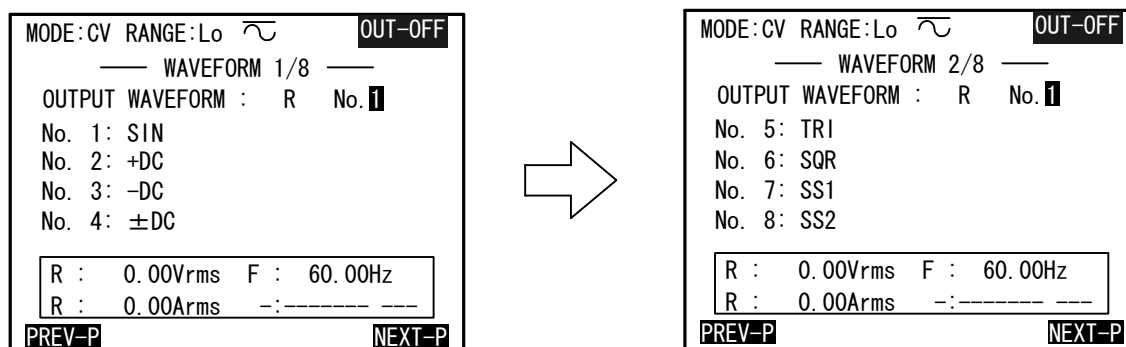 MODE:CV RANGE:Lo OUT-OFF
WAVEFORM 1/8
OUTPUT WAVEFORM : R No.1
No. 1: SIN
No. 2: +DC
No. 3: -DC
No. 4: ±DC
R : 0.00Vrms F : 60.00Hz
R : 0.00Arms -:------- ---
PREV-P NEXT-P
MODE:CV RANGE:Lo OUT-OFF
WAVEFORM 2/8
OUTPUT WAVEFORM : R No.1
No. 5: TRI
No. 6: SQR
No. 7: SS1
No. 8: SS2
R : 0.00Vrms F : 60.00Hz
R : 0.00Arms -:------- ---
PREV-P NEXT-P